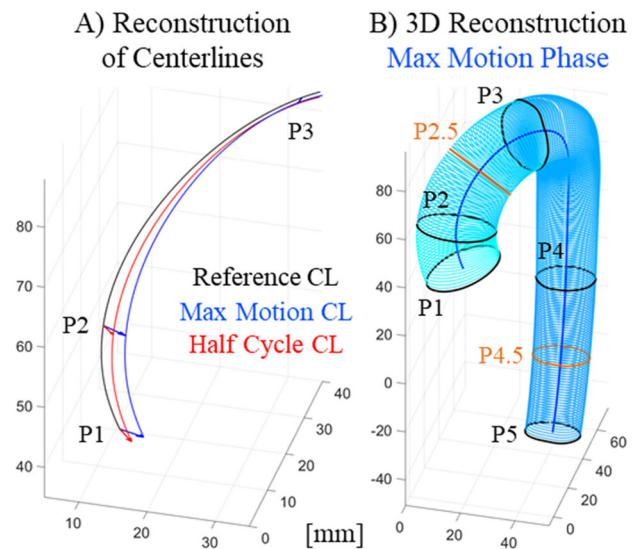 A) Reconstruction
of Centerlines
B) 3D Reconstruction
Max Motion Phase
P3
P2
P1
Reference CL
Max Motion CL
Half Cycle CL
80
70
60
50
40
10
20
30
0
10
20
30
40
[mm]
P3
P2.5
P2
P1
P4
P4.5
P5
80
60
40
20
0
-20
-40
0
20
40
0
20
40
60